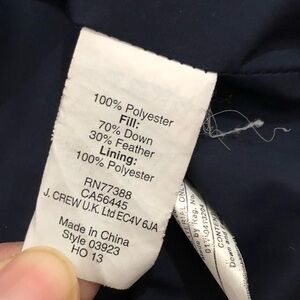 100% Polyester
Fill:
70% Down
30% Feather
Lining:
100% Polyester
RN77388
CA56445
J. CREW U.K. Ltd EC4V 6JA
Made In China
Style 03923
HO 13